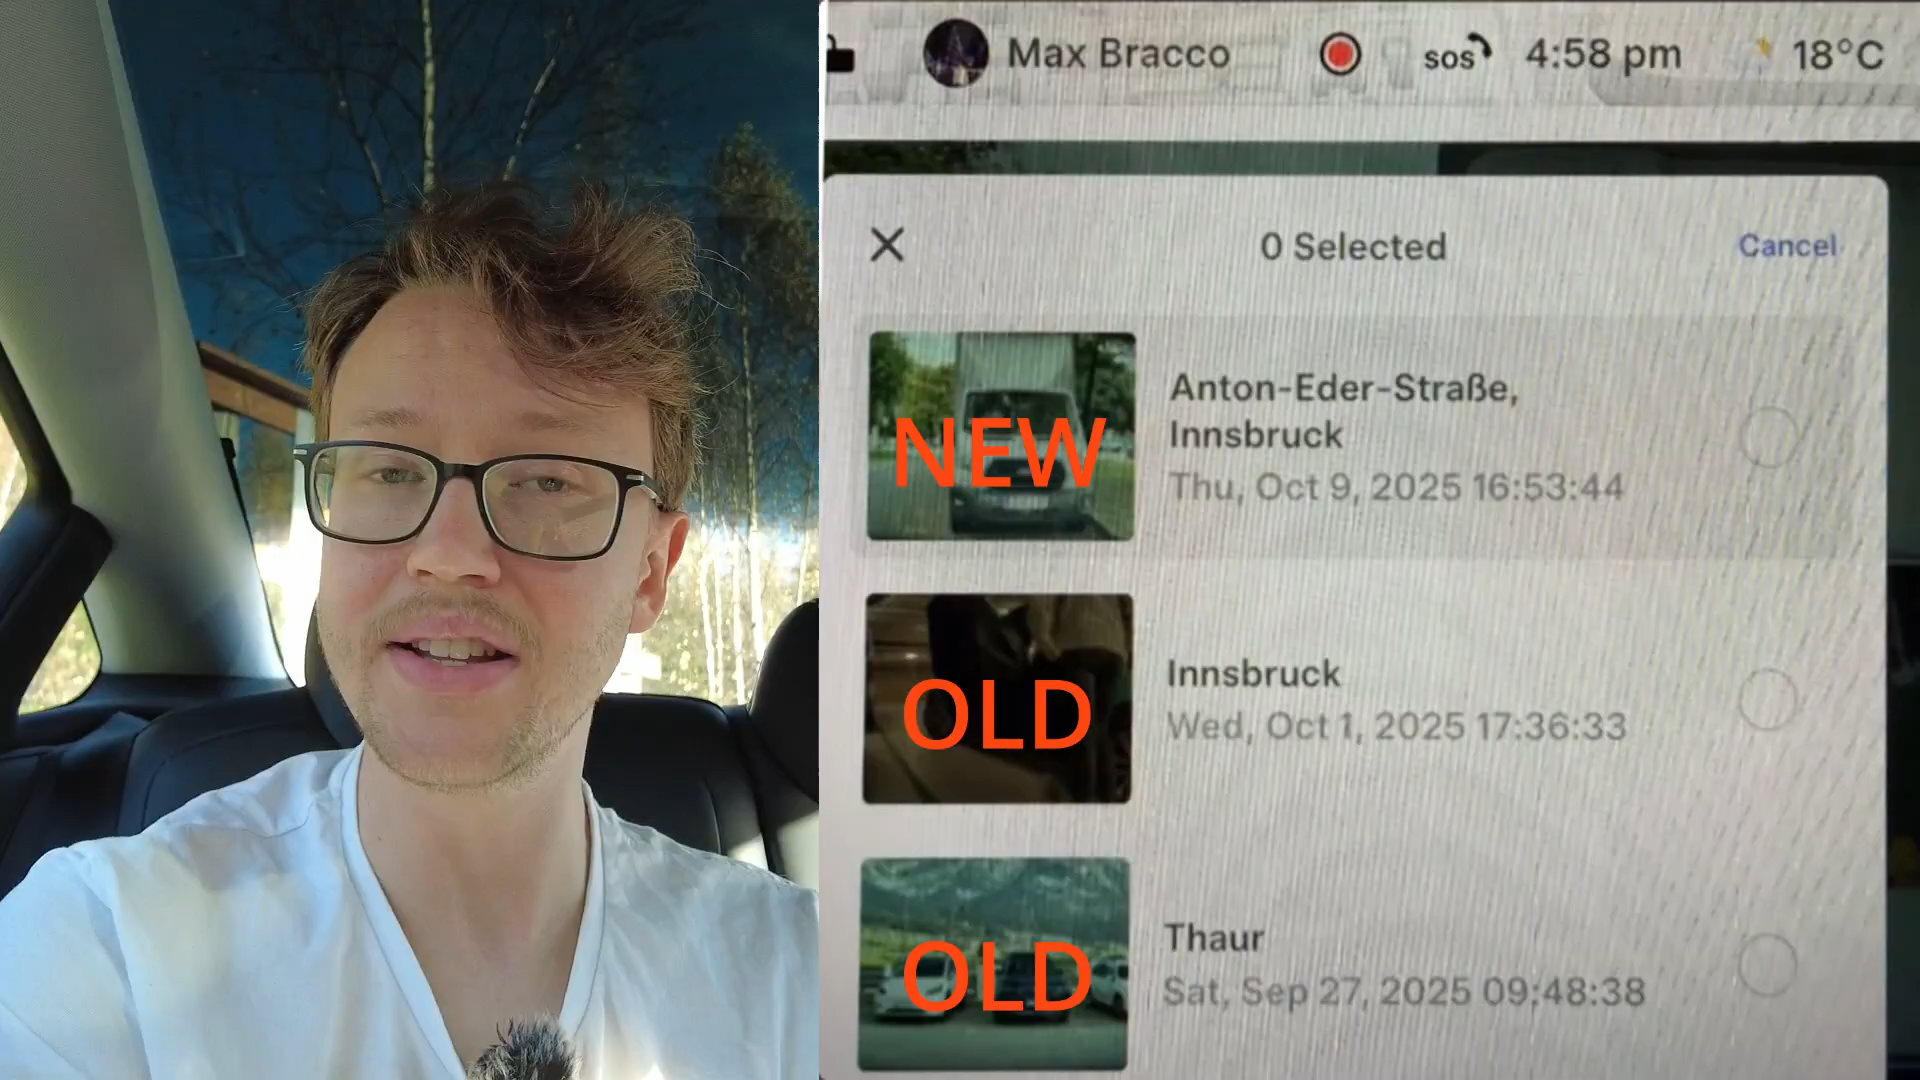 Max Bracco
SOS
4:58 pm
18°C
0 Selected
Cancel
NEW
Anton-Eder-Straße,
Innsbruck
Thu, Oct 9, 2025 16:53:44
OLD
Innsbruck
Wed, Oct 1, 2025 17:36:33
OLD
Thaur
Sat, Sep 27, 2025 09:48:38